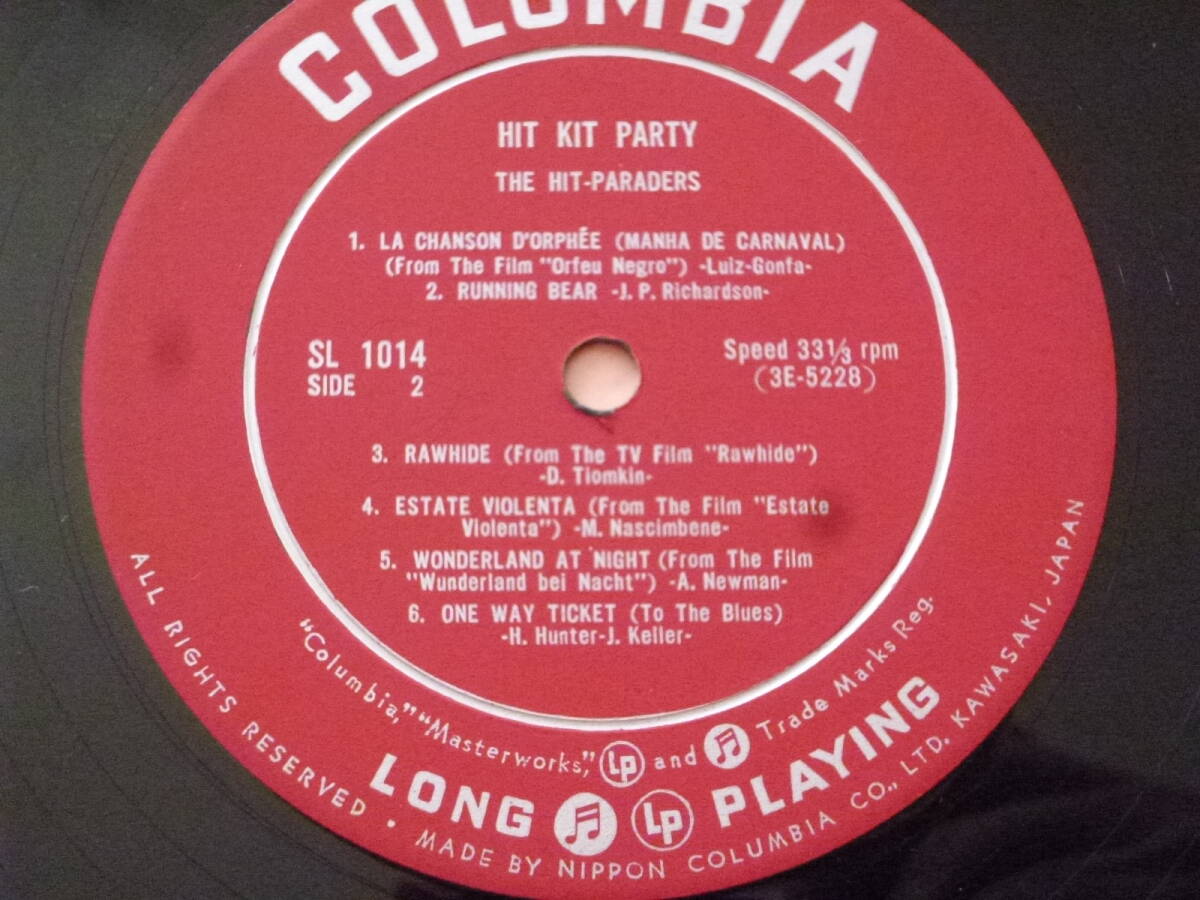 COLUMBIA
HIT KIT PARTY
THE HIT-PARADERS
1. LA CHANSON D'ORPHÉE (MANHA DE CARNAVAL)
(From The Film "Orfeu Negro") -Luiz-Gonfa-
2. RUNNING BEAR -J. P. Richardson-
SL 1014
SIDE 2
Speed 33 1/3 rpm
(3E-5228)
3. RAWHIDE (From The TV Film "Rawhide")
-D. Tiomkin-
4. ESTATE VIOLENTA (From The Film "Estate
Violenta") -M. Nascimbene-
5. WONDERLAND AT NIGHT (From The Film
"Wunderland bei Nacht") -A. Newman-
6. ONE WAY TICKET (To The Blues)
-H. Hunter-J. Keller-
"Columbia," "Masterworks," LP and Trade Marks Reg.
LONG LP PLAYING
ALL RIGHTS RESERVED · MADE BY NIPPON COLUMBIA CO., LTD. KAWASAKI, JAPAN